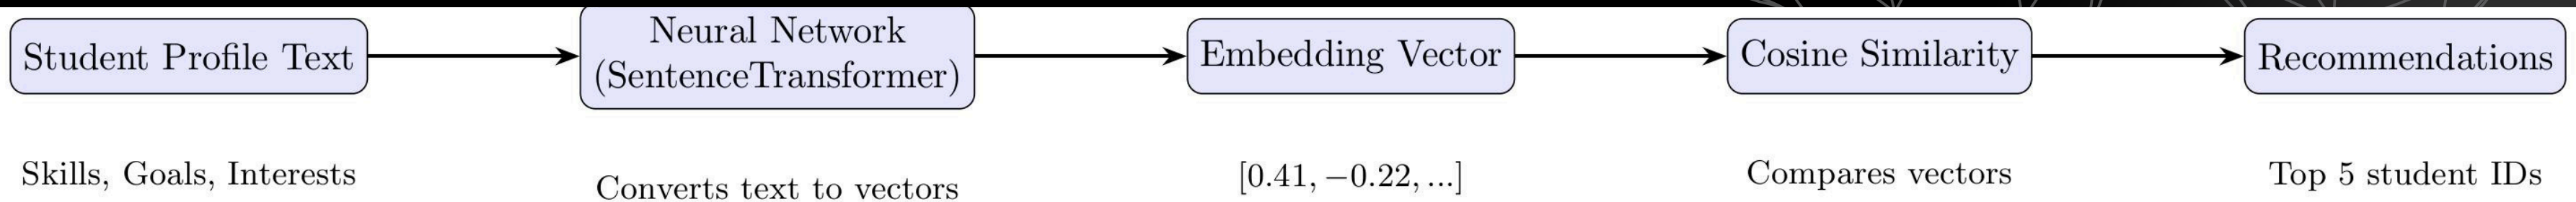 Student Profile Text
Neural Network
(SentenceTransformer)
Embedding Vector
Cosine Similarity
Recommendations
Skills, Goals, Interests
Converts text to vectors
[0.41, −0.22, ...]
Compares vectors
Top 5 student IDs